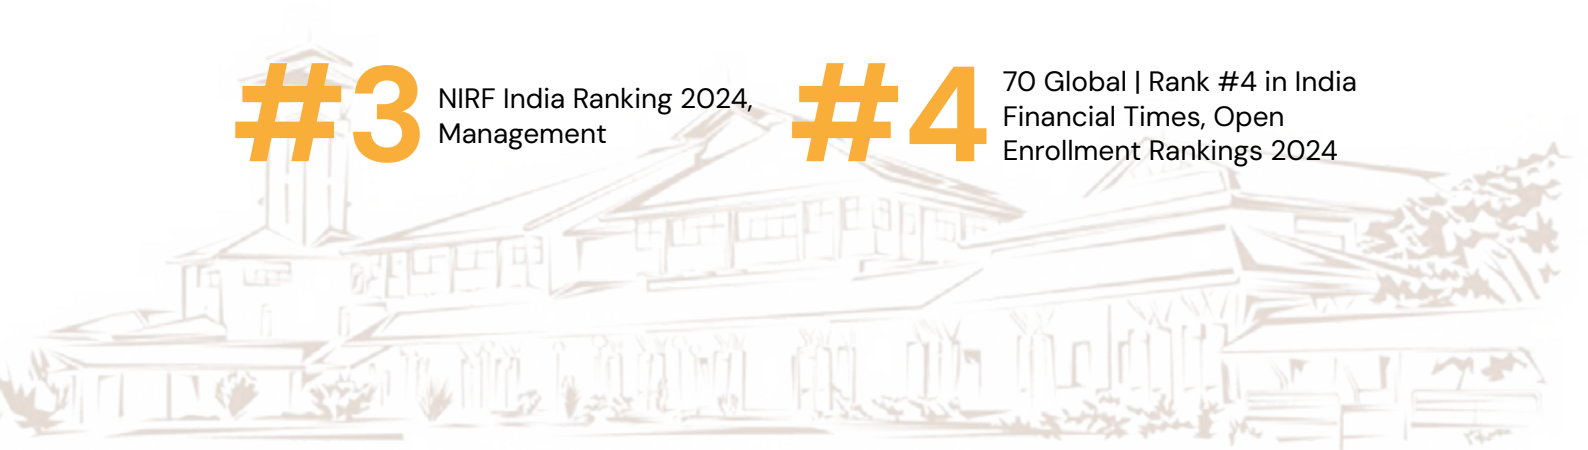 #3
NIRF India Ranking 2024,
Management
#4
70 Global | Rank #4 in India
Financial Times, Open
Enrollment Rankings 2024